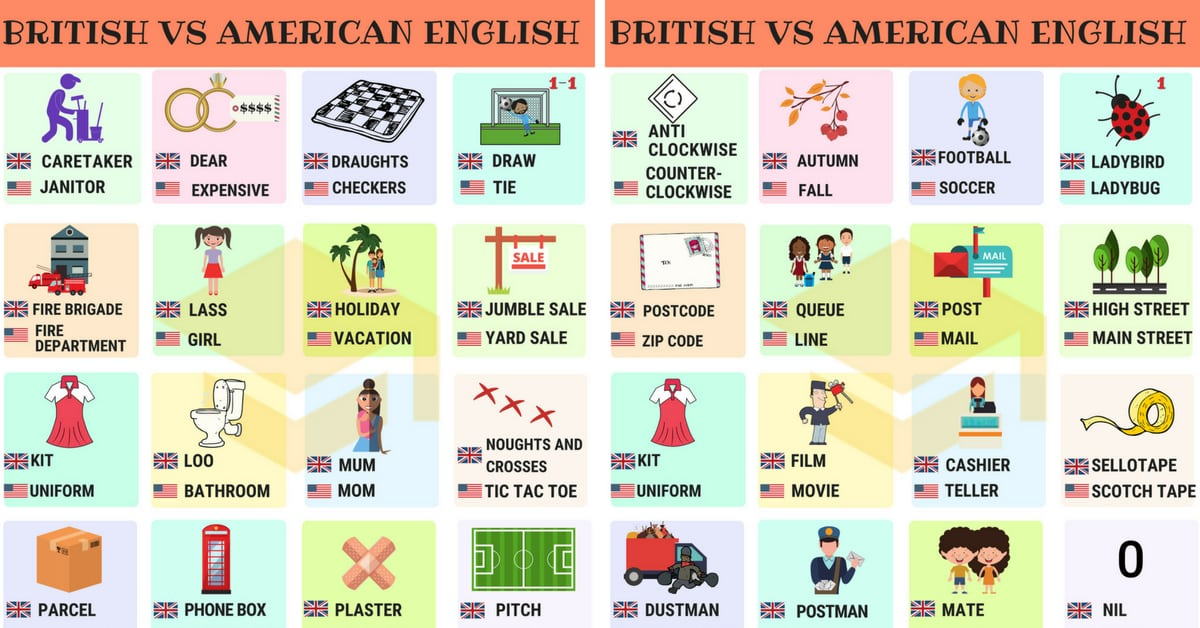 BRITISH VS AMERICAN ENGLISH
$$$$
1-1
CARETAKER
JANITOR
DEAR
EXPENSIVE
DRAUGHTS
CHECKERS
DRAW
TIE
SALE
FIRE BRIGADE
FIRE
DEPARTMENT
LASS
GIRL
HOLIDAY
VACATION
JUMBLE SALE
YARD SALE
KIT
UNIFORM
LOO
BATHROOM
MUM
MOM
NOUGHTS AND
CROSSES
TIC TAC TOE
PARCEL
PHONE BOX
PLASTER
PITCH
BRITISH VS AMERICAN ENGLISH
1
ANTI
CLOCKWISE
COUNTER-
CLOCKWISE
AUTUMN
FALL
FOOTBALL
SOCCER
LADYBIRD
LADYBUG
MAIL
POSTCODE
ZIP CODE
QUEUE
LINE
POST
MAIL
HIGH STREET
MAIN STREET
KIT
UNIFORM
FILM
MOVIE
CASHIER
TELLER
SELLOTAPE
SCOTCH TAPE
0
DUSTMAN
POSTMAN
MATE
NIL